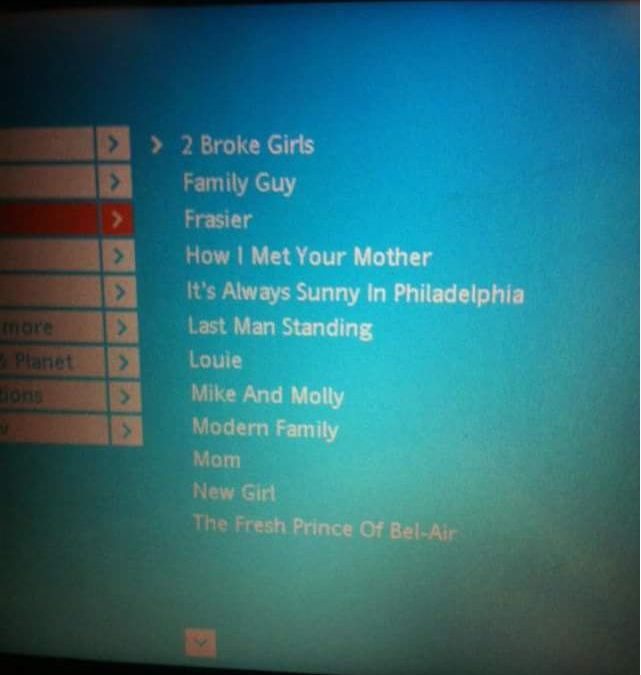 2 Broke Girls
Family Guy
Frasier
How I Met Your Mother
It's Always Sunny In Philadelphia
Last Man Standing
more
Louie
Planet
Mike And Molly
Modern Family
Mom
New Girl
The Fresh Prince Of Bel-Air